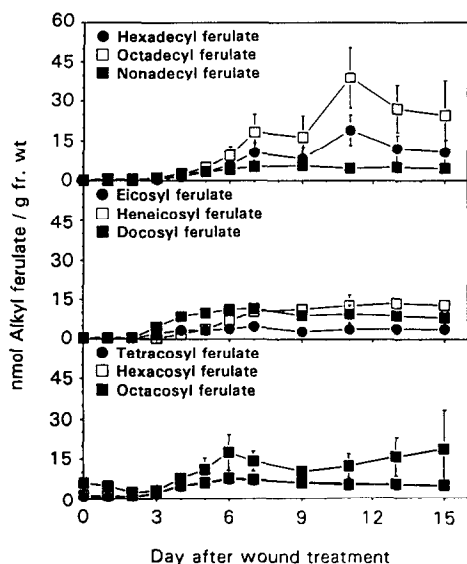 nmol Alkyl ferulate / g fr. wt
60
45
30
15
0
Hexadecyl ferulate
Octadecyl ferulate
Nonadecyl ferulate
45
30
15
0
Eicosyl ferulate
Heneicosyl ferulate
Docosyl ferulate
45
30
15
0
Tetracosyl ferulate
Hexacosyl ferulate
Octacosyl ferulate
0 3 6 9 12 15
Day after wound treatment